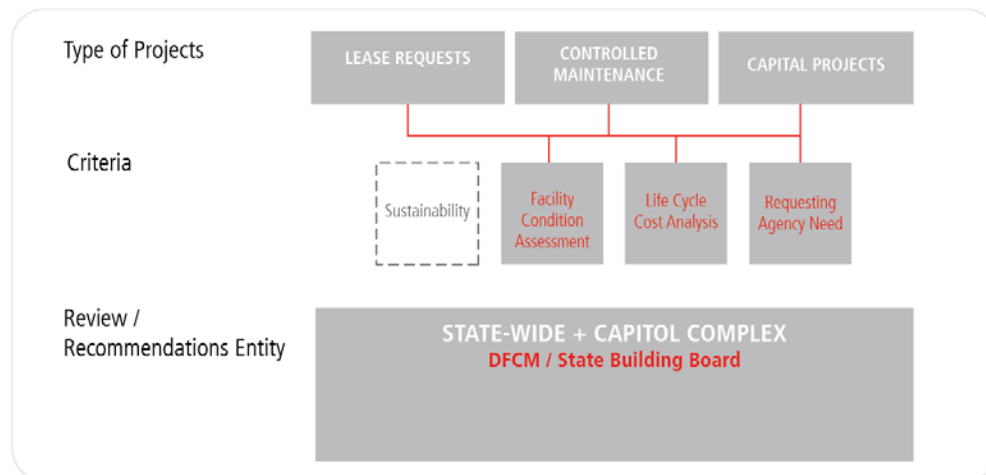 Type of Projects
LEASE REQUESTS
CONTROLLED
MAINTENANCE
CAPITAL PROJECTS
Criteria
Sustainability
Facility
Condition
Assessment
Life Cycle
Cost Analysis
Requesting
Agency Need
Review /
Recommendations Entity
STATE-WIDE + CAPITOL COMPLEX
DFCM / State Building Board